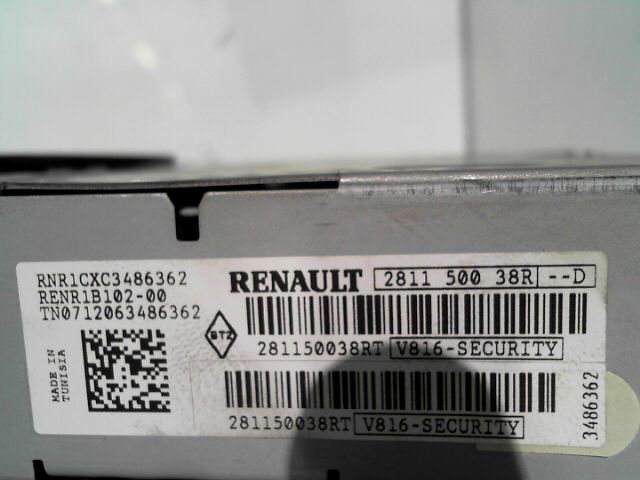 RNR1CXC3486362
RENR1B102-00
TN0712063486362
MADE IN
TUNISIA
RENAULT 2811 500 38R --D
BTZ
281150038RT V816-SECURITY
281150038RT V816-SECURITY
3486362